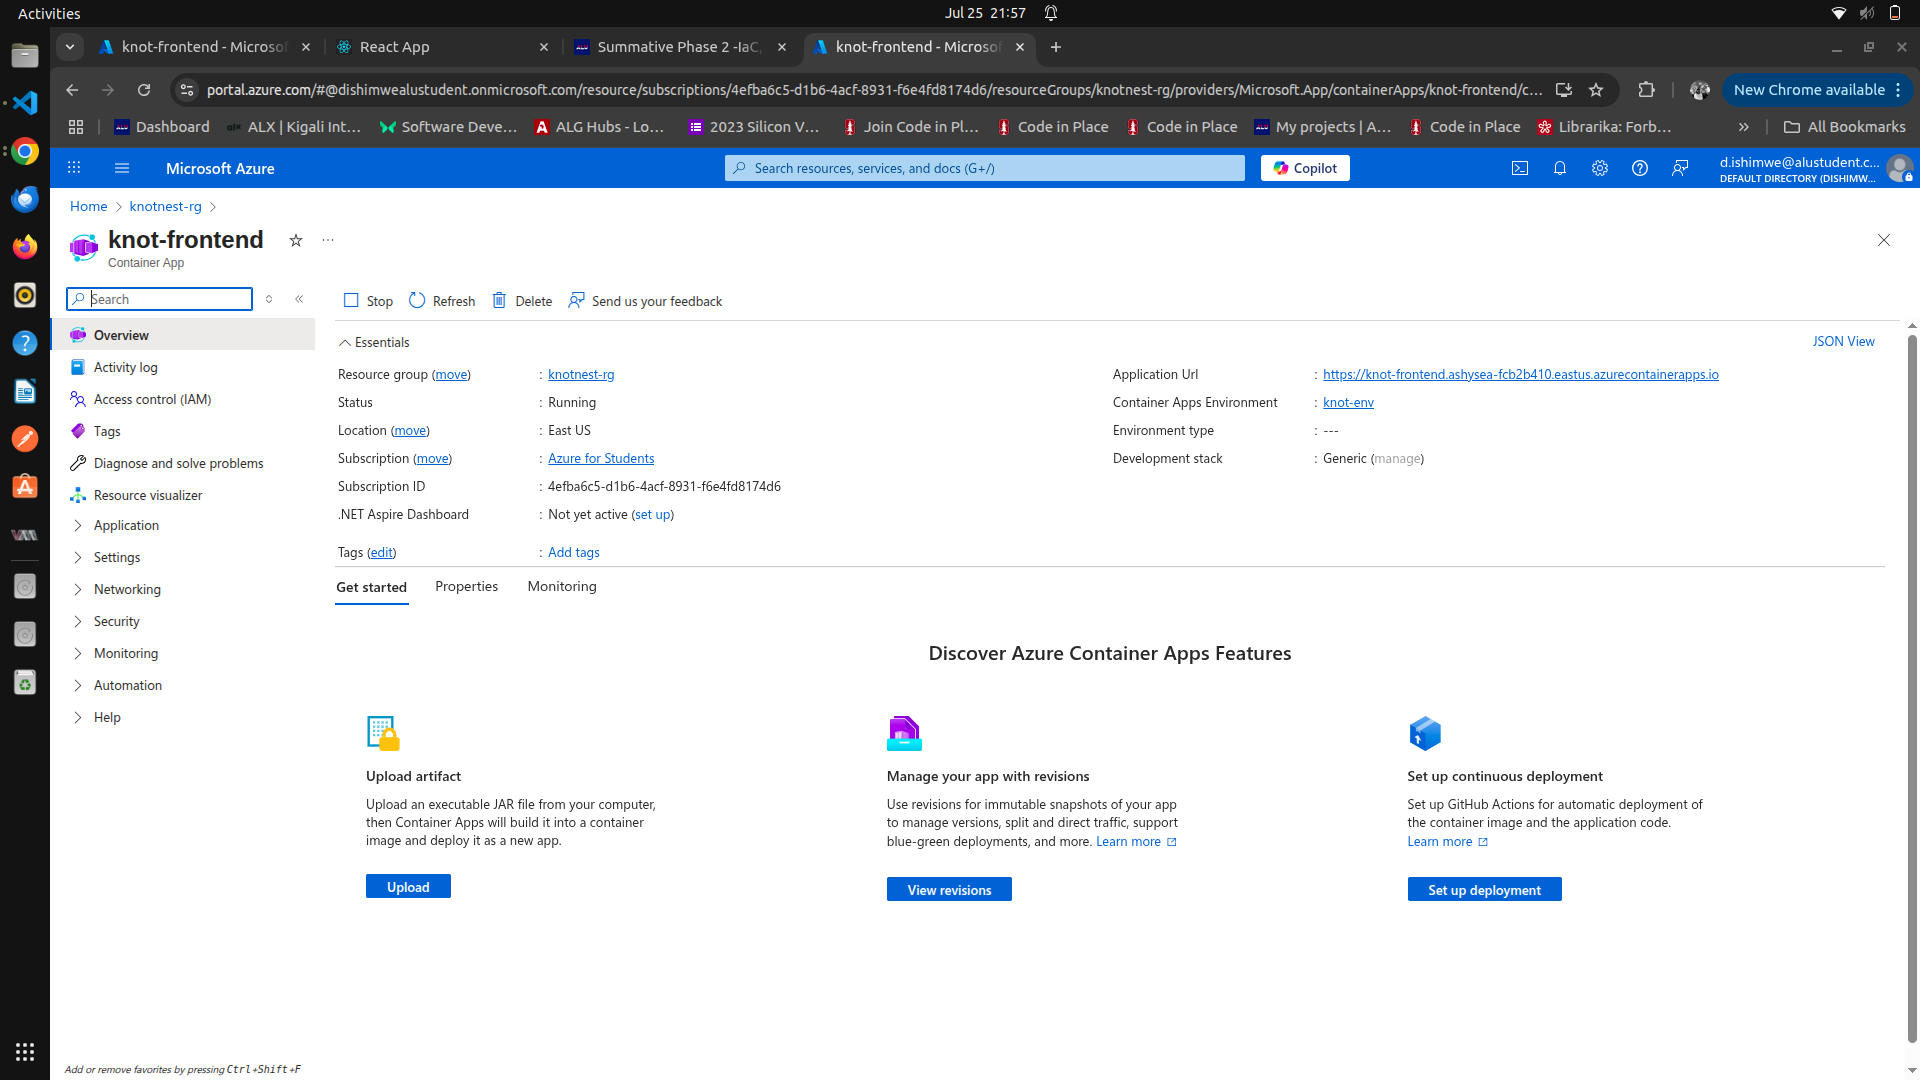 Activities
Jul 25 21:57
knot-frontend - Microsof
React App
Summative Phase 2 -IaC,
knot-frontend - Microsof
portal.azure.com/#@dishimwealustudent.onmicrosoft.com/resource/subscriptions/4efba6c5-d1b6-4acf-8931-f6e4fd8174d6/resourceGroups/knotnest-rg/providers/Microsoft.App/containerApps/knot-frontend/c...
New Chrome available
Dashboard
ALX | Kigali Int...
Software Deve...
ALG Hubs - Lo...
2023 Silicon V...
Join Code in Pl...
Code in Place
Code in Place
My projects | A...
Code in Place
Librarika: Forb...
»
All Bookmarks
Microsoft Azure
Search resources, services, and docs (G+/)
Copilot
d.ishimwe@alustudent.c...
DEFAULT DIRECTORY (DISHIMW...
Home > knotnest-rg >
knot-frontend
Container App
Search
Stop
Refresh
Delete
Send us your feedback
Overview
Activity log
Access control (IAM)
Tags
Diagnose and solve problems
Resource visualizer
Application
Settings
Networking
Security
Monitoring
Automation
Help
Add or remove favorites by pressing Ctrl+Shift+F
Essentials
JSON View
Resource group (move) : knotnest-rg
Status : Running
Location (move) : East US
Subscription (move) : Azure for Students
Subscription ID : 4efba6c5-d1b6-4acf-8931-f6e4fd8174d6
.NET Aspire Dashboard : Not yet active (set up)
Tags (edit) : Add tags
Application Url : https://knot-frontend.ashysea-fcb2b410.eastus.azurecontainerapps.io
Container Apps Environment : knot-env
Environment type : ---
Development stack : Generic (manage)
Get started
Properties
Monitoring
Discover Azure Container Apps Features
Upload artifact
Upload an executable JAR file from your computer,
then Container Apps will build it into a container
image and deploy it as a new app.
Upload
Manage your app with revisions
Use revisions for immutable snapshots of your app
to manage versions, split and direct traffic, support
blue-green deployments, and more. Learn more
View revisions
Set up continuous deployment
Set up GitHub Actions for automatic deployment of
the container image and the application code.
Learn more
Set up deployment